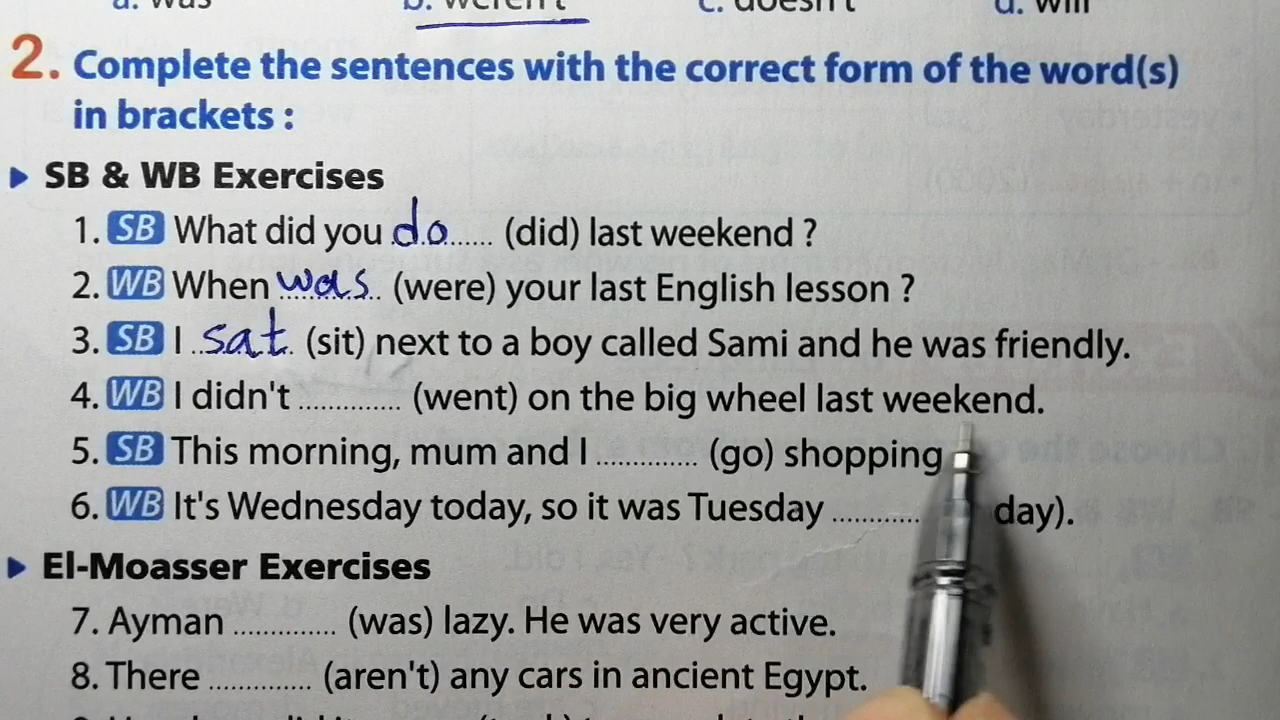 a. was b. weren't c. doesn't d. will
2. Complete the sentences with the correct form of the word(s)
in brackets :
SB & WB Exercises
1. SB What did you do...... (did) last weekend ?
2. WB When was (were) your last English lesson ?
3. SB I sat (sit) next to a boy called Sami and he was friendly.
4. WB I didn't ............. (went) on the big wheel last weekend.
5. SB This morning, mum and I ............. (go) shopping
6. WB It's Wednesday today, so it was Tuesday ............ day).
El-Moasser Exercises
7. Ayman ............. (was) lazy. He was very active.
8. There ............. (aren't) any cars in ancient Egypt.